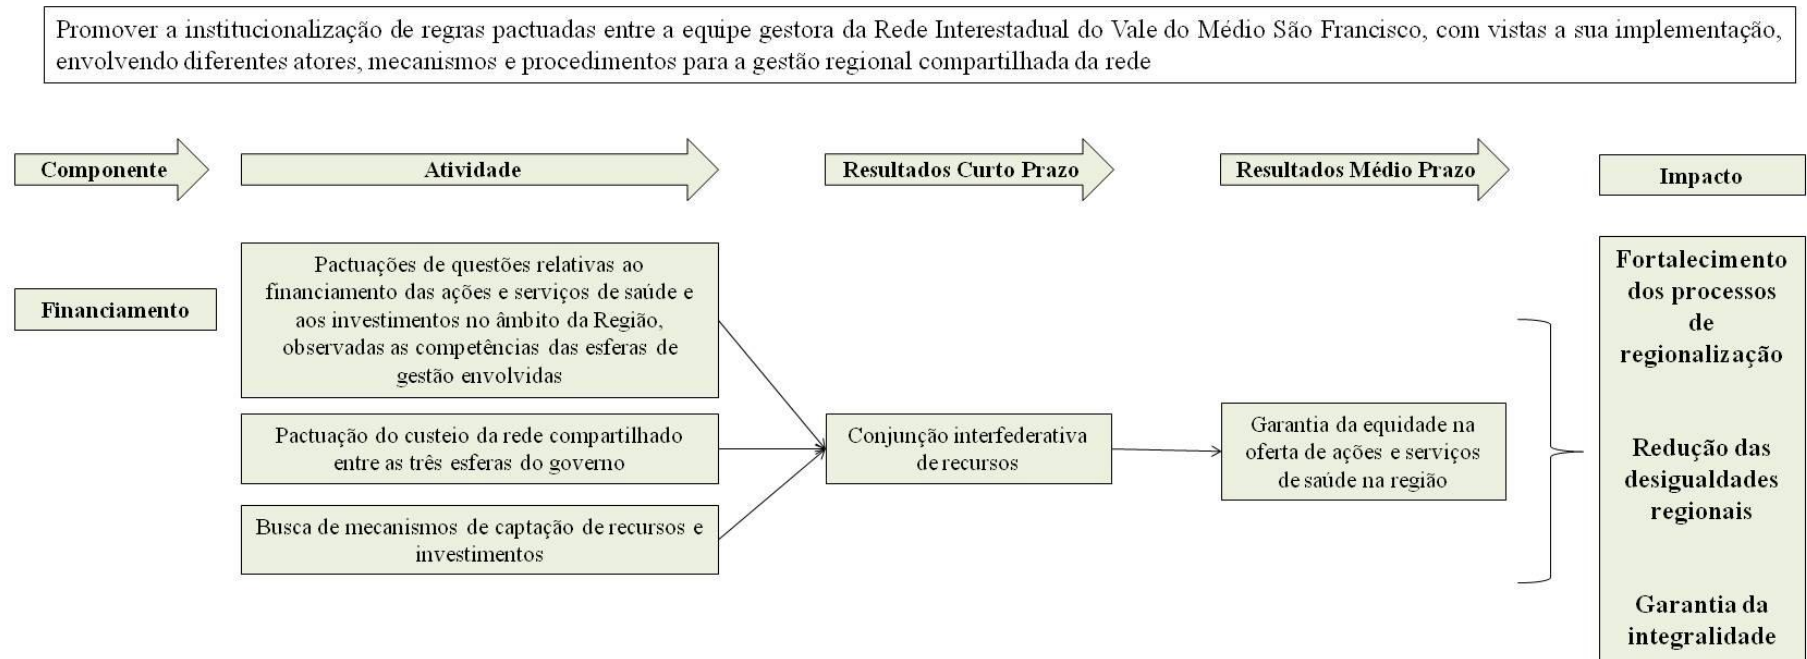 Promover a institucionalização de regras pactuadas entre a equipe gestora da Rede Interestadual do Vale do Médio São Francisco, com vistas a sua implementação,
envolvendo diferentes atores, mecanismos e procedimentos para a gestão regional compartilhada da rede
Componente
Atividade
Resultados Curto Prazo
Resultados Médio Prazo
Impacto
Financiamento
Pactuações de questões relativas ao
financiamento das ações e serviços de saúde e
aos investimentos no âmbito da Região,
observadas as competências das esferas de
gestão envolvidas
Pactuação do custeio da rede compartilhado
entre as três esferas do governo
Busca de mecanismos de captação de recursos e
investimentos
Conjunção interfederativa
de recursos
Garantia da equidade na
oferta de ações e serviços
de saúde na região
Fortalecimento
dos processos
de
regionalização
Redução das
desigualdades
regionais
Garantia da
integralidade